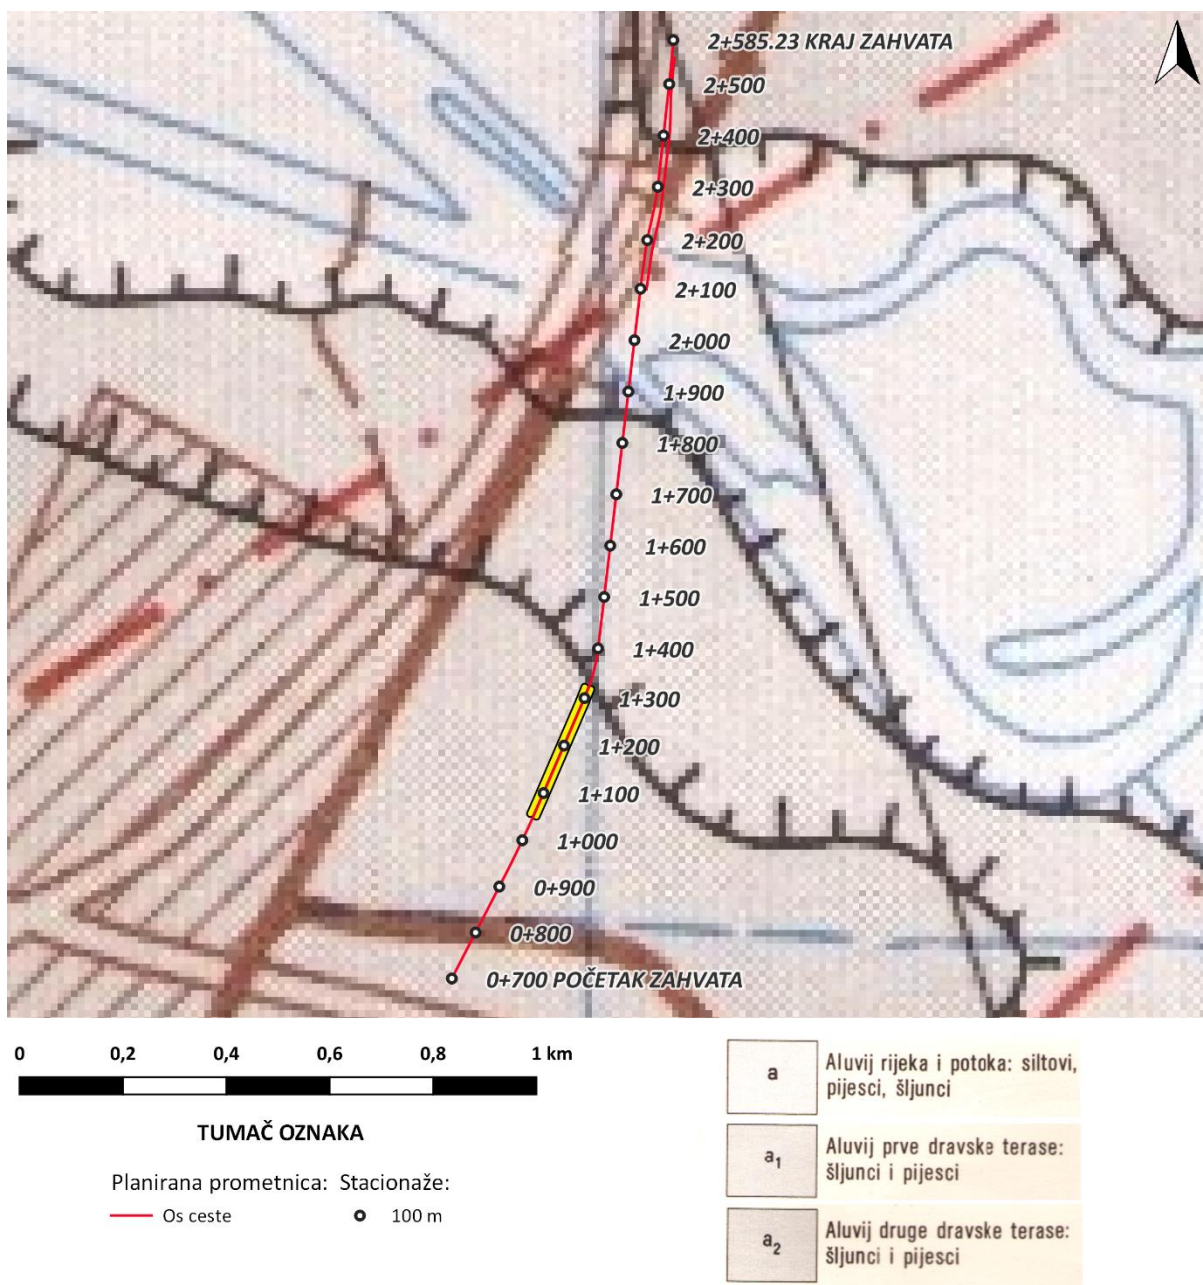 2+585.23 KRAJ ZAHVATA
2+500
2+400
2+300
2+200
2+100
2+000
1+900
1+800
1+700
1+600
1+500
1+400
1+300
1+200
1+100
1+000
0+900
0+800
0+700 POČETAK ZAHVATA
0 0,2 0,4 0,6 0,8 1 km
TUMAČ OZNAKA
Planirana prometnica: Stacionaže:
Os ceste 100 m
a Aluvij rijeka i potoka: siltovi,
pijesci, šljunci
a₁ Aluvij prve dravske terase:
šljunci i pijesci
a₂ Aluvij druge dravske terase:
šljunci i pijesci